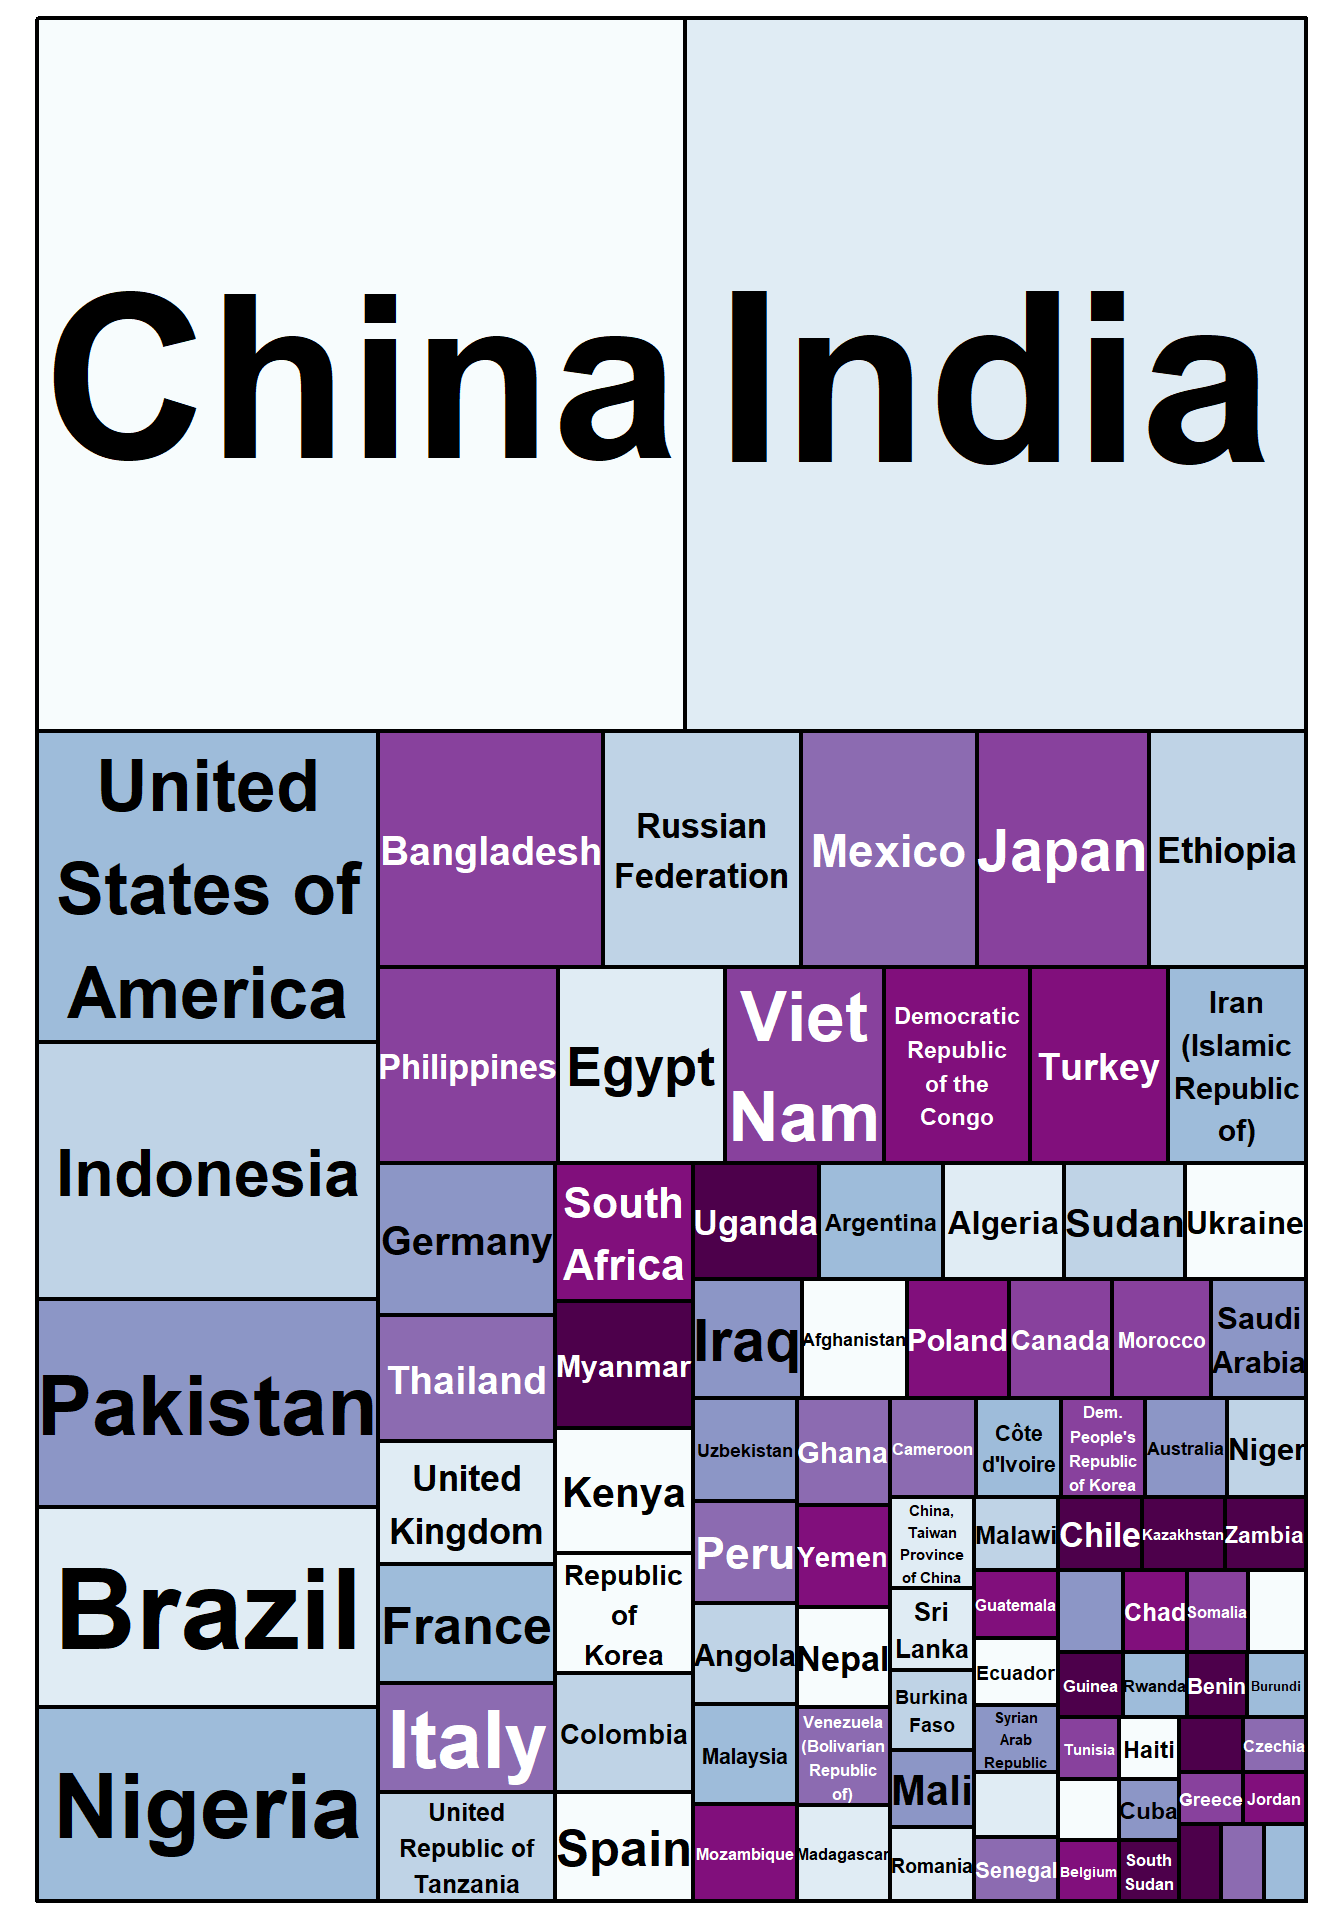 China
India
United
States of
America
Indonesia
Pakistan
Brazil
Nigeria
Bangladesh
Russian
Federation
Mexico
Japan
Ethiopia
Philippines
Egypt
Viet
Nam
Democratic
Republic
of the
Congo
Turkey
Iran
(Islamic
Republic
of)
Germany
Thailand
United
Kingdom
France
Italy
United
Republic of
Tanzania
South
Africa
Myanmar
Kenya
Republic
of
Korea
Colombia
Spain
Uganda
Argentina
Algeria
Sudan
Ukraine
Iraq
Afghanistan
Poland
Canada
Morocco
Saudi
Arabia
Uzbekistan
Peru
Angola
Malaysia
Mozambique
Ghana
Yemen
Nepal
Venezuela
(Bolivarian
Republic
of)
Madagascar
Cameroon
Côte
d'Ivoire
Dem.
People's
Republic
of Korea
Australia
Niger
China,
Taiwan
Province
of China
Sri
Lanka
Burkina
Faso
Mali
Romania
Malawi
Chile
Kazakhstan
Zambia
Guatemala
Ecuador
Syrian
Arab
Republic
Senegal
Chad
Somalia
Guinea
Rwanda
Benin
Burundi
Tunisia
Haiti
Czechia
Cuba
Greece
Jordan
Belgium
South
Sudan